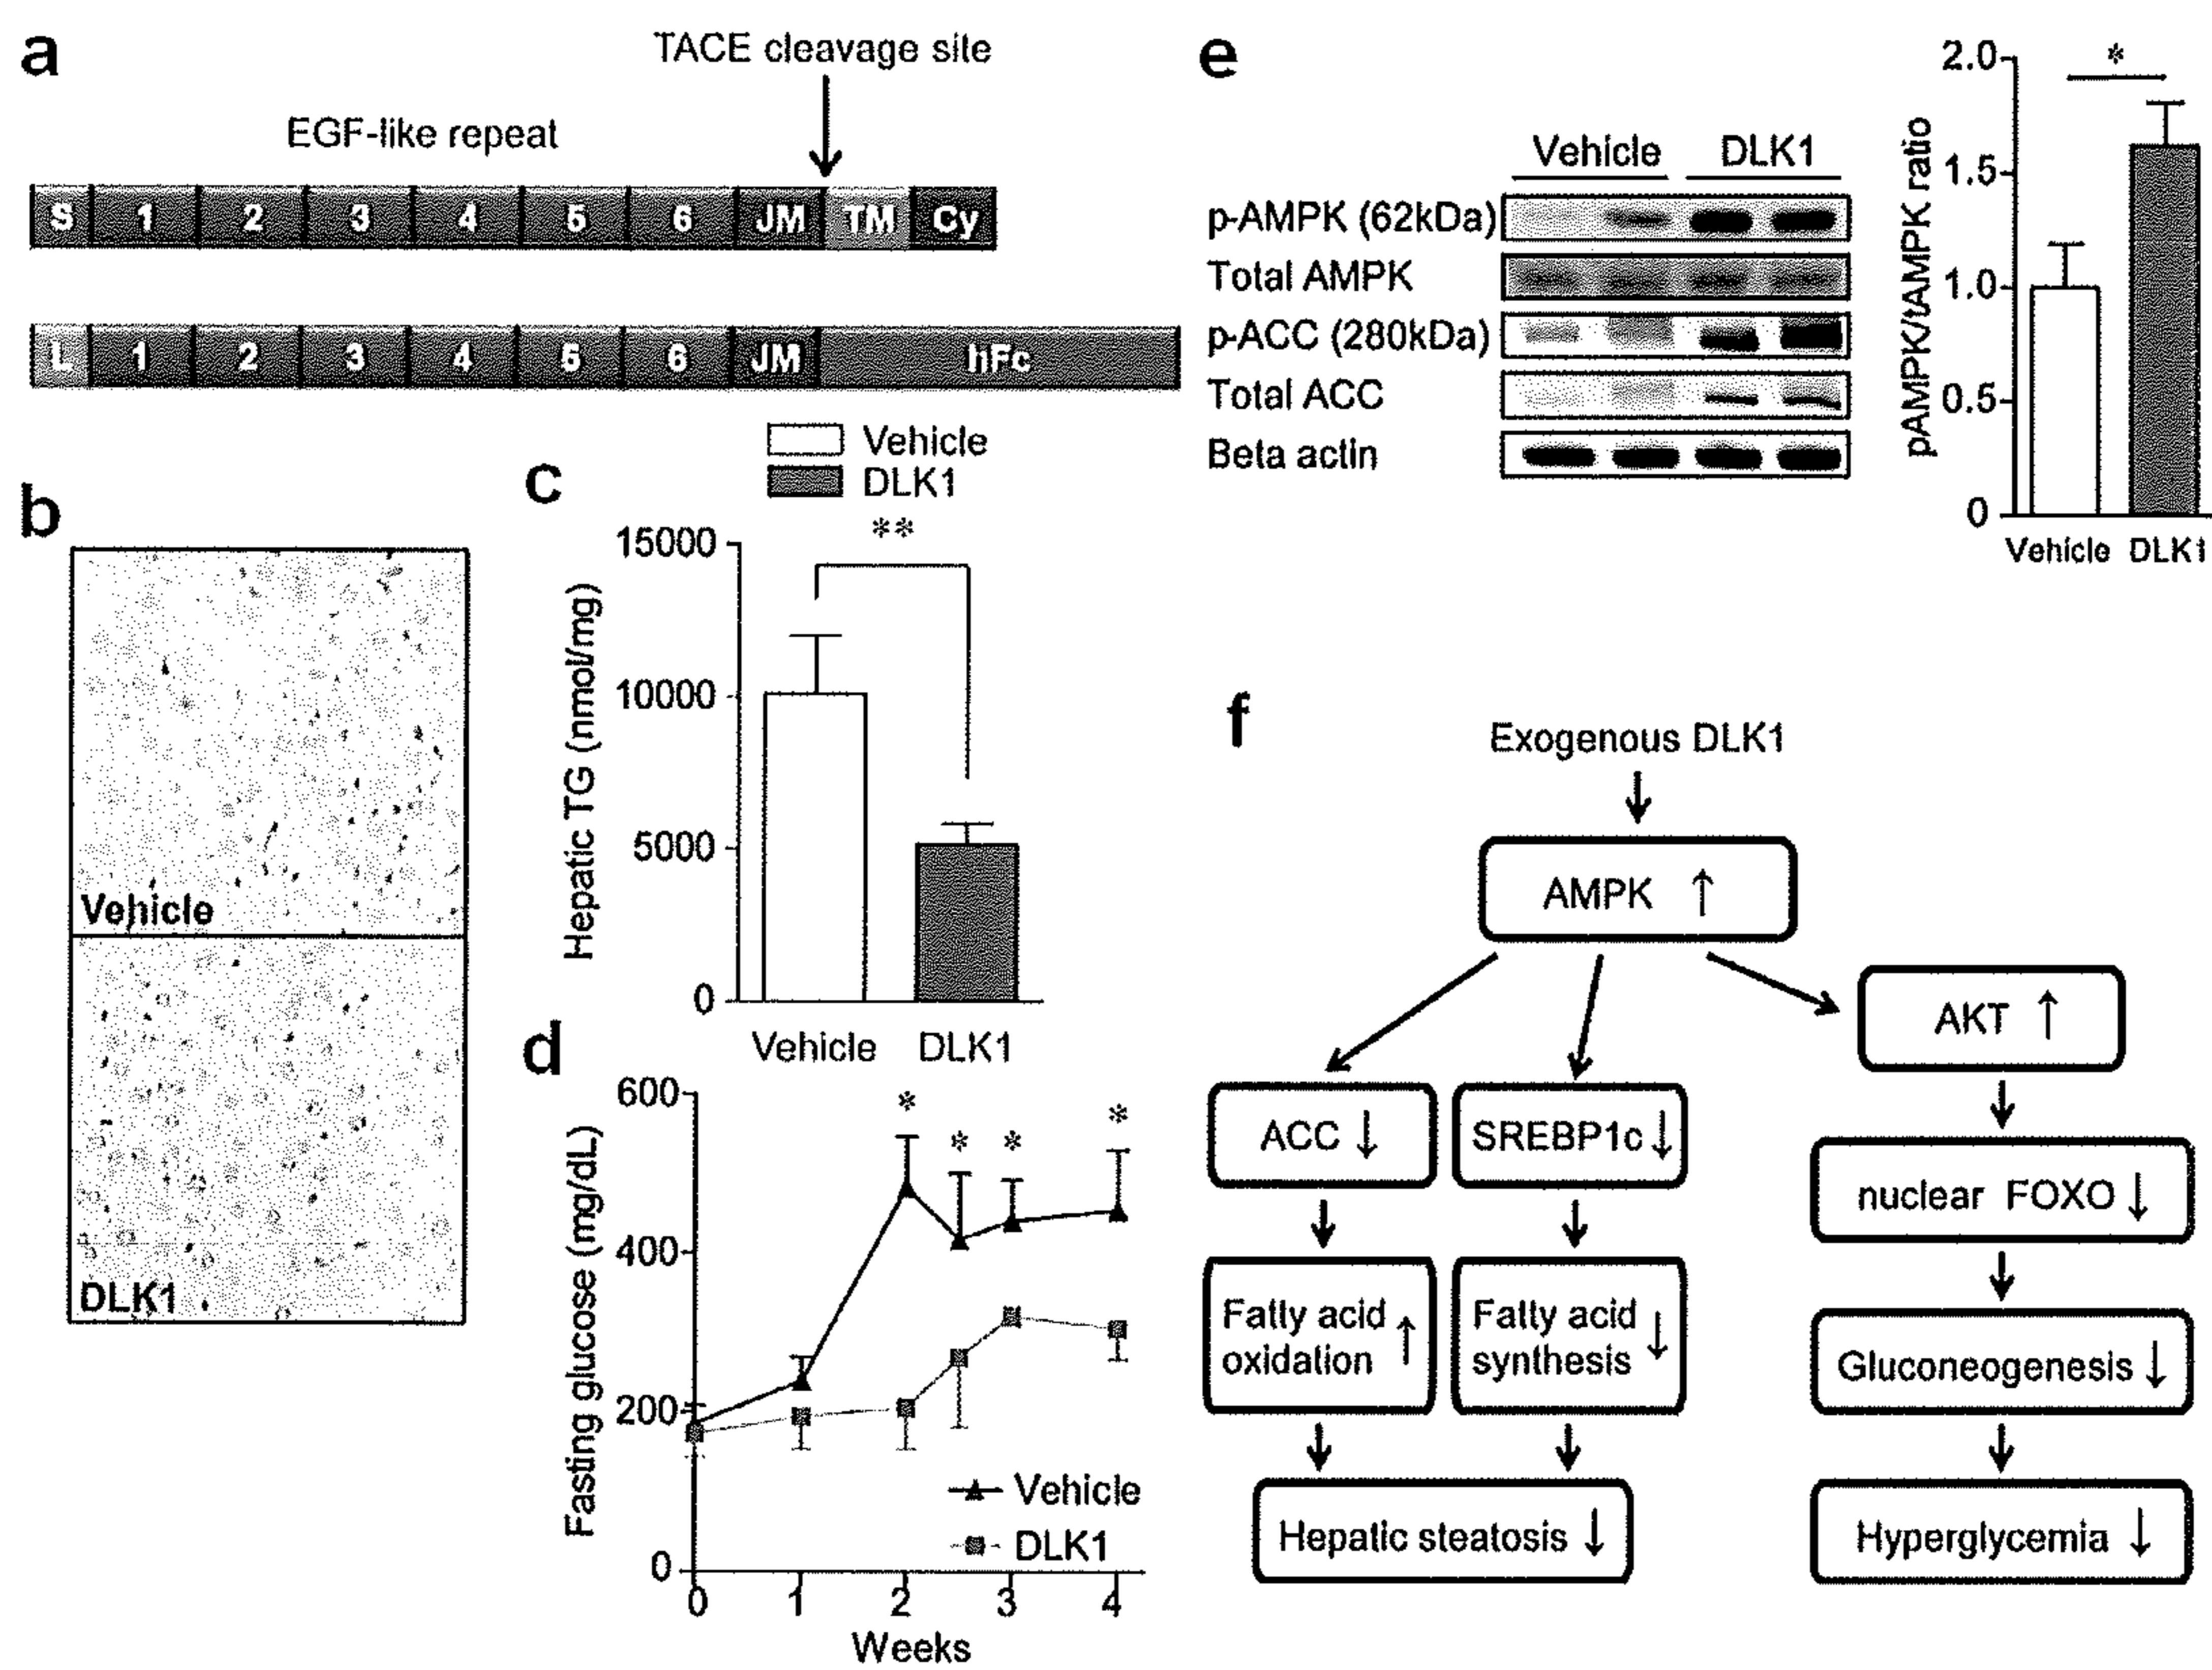 a
TACE cleavage site
EGF-like repeat
S 1 2 3 4 5 6 JM TM Cy
L 1 2 3 4 5 6 JM hFc
b
Vehicle
DLK1
c
Vehicle
DLK1
**
15000
10000
5000
0
Hepatic TG (nmol/mg)
Vehicle DLK1
d
600
400
200
0
Fasting glucose (mg/dL)
* * * *
Vehicle
DLK1
0 1 2 3 4
Weeks
e
Vehicle DLK1
p-AMPK (62kDa)
Total AMPK
p-ACC (280kDa)
Total ACC
Beta actin
pAMPK/tAMPK ratio
2.0
1.5
1.0
0.5
0
*
Vehicle DLK1
f
Exogenous DLK1
AMPK ↑
AKT ↑
ACC ↓ SREBP1c ↓
nuclear FOXO ↓
Fatty acid
oxidation ↑
Fatty acid
synthesis ↓
Gluconeogenesis ↓
Hepatic steatosis ↓
Hyperglycemia ↓